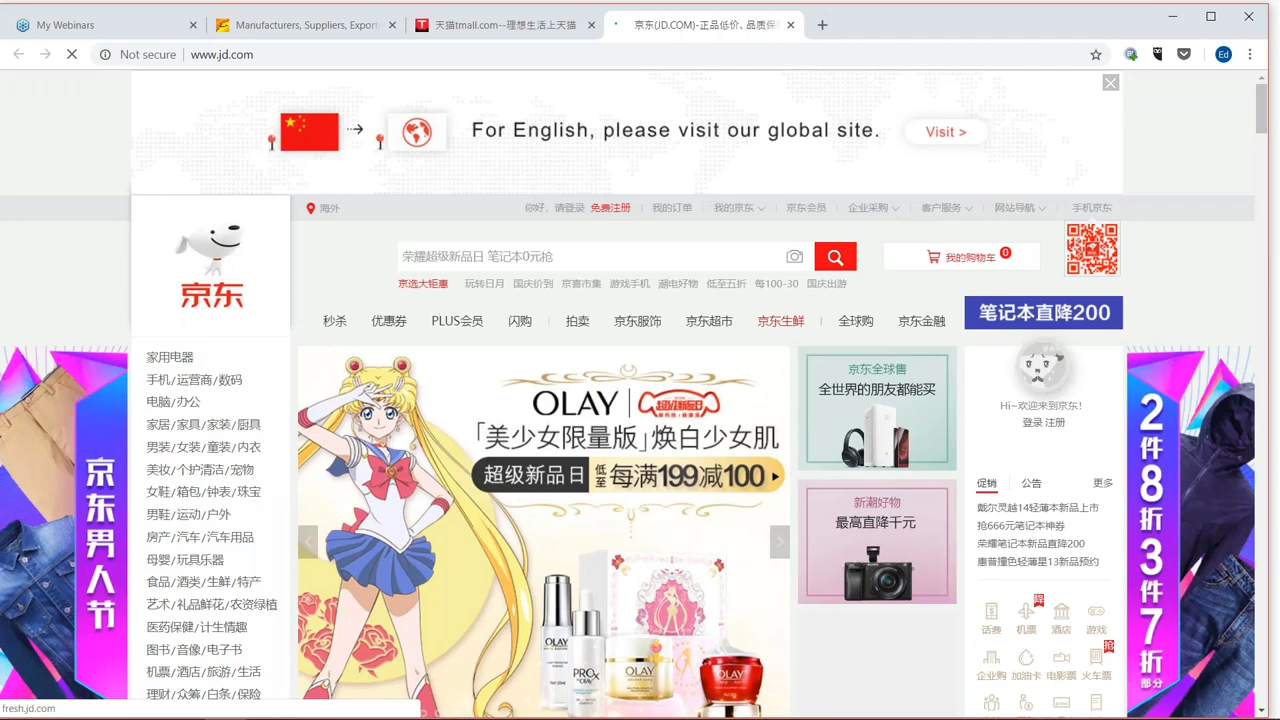 My Webinars
Manufacturers, Suppliers, Export
天猫tmall.com--理想生活上天猫
京东(JD.COM)-正品低价、品质保
Not secure
www.jd.com
Ed
For English, please visit our global site.
Visit >
海外
你好，请登录 免费注册
我的订单
我的京东
京东会员
企业采购
客户服务
网站导航
手机京东
京东
荣耀超级新品日 笔记本0元抢
我的购物车
0
京选大钜惠
玩转日月
国庆价到
京喜市集
游戏手机
潮电好物
低至五折
每100-30
国庆出游
秒杀
优惠券
PLUS会员
闪购
拍卖
京东服饰
京东超市
京东生鲜
全球购
京东金融
笔记本直降200
家用电器
手机/运营商/数码
电脑/办公
家居/家具/家装/厨具
男装/女装/童装/内衣
美妆/个护清洁/宠物
女鞋/箱包/钟表/珠宝
男鞋/运动/户外
房产/汽车/汽车用品
母婴/玩具乐器
食品/酒类/生鲜/特产
艺术/礼品鲜花/农资绿植
医药保健/计生情趣
图书/音像/电子书
机票/酒店/旅游/生活
理财/众筹/白条/保险
京东男人节
OLAY
超级新品日
「美少女限量版」焕白少女肌
超级新品日
低至
每满199减100
OLAY
PROX
OLAY
OLAY
京东全球售
全世界的朋友都能买
新潮好物
最高直降千元
Hi~欢迎来到京东!
登录 注册
促销
公告
更多
戴尔灵越14轻薄本新品上市
抢666元笔记本神券
荣耀笔记本新品直降200
惠普撞色轻薄星13新品预约
话费
机票
酒店
游戏
企业购
加油卡
电影票
火车票
2件8折3件7折
部分
fresh.jd.com